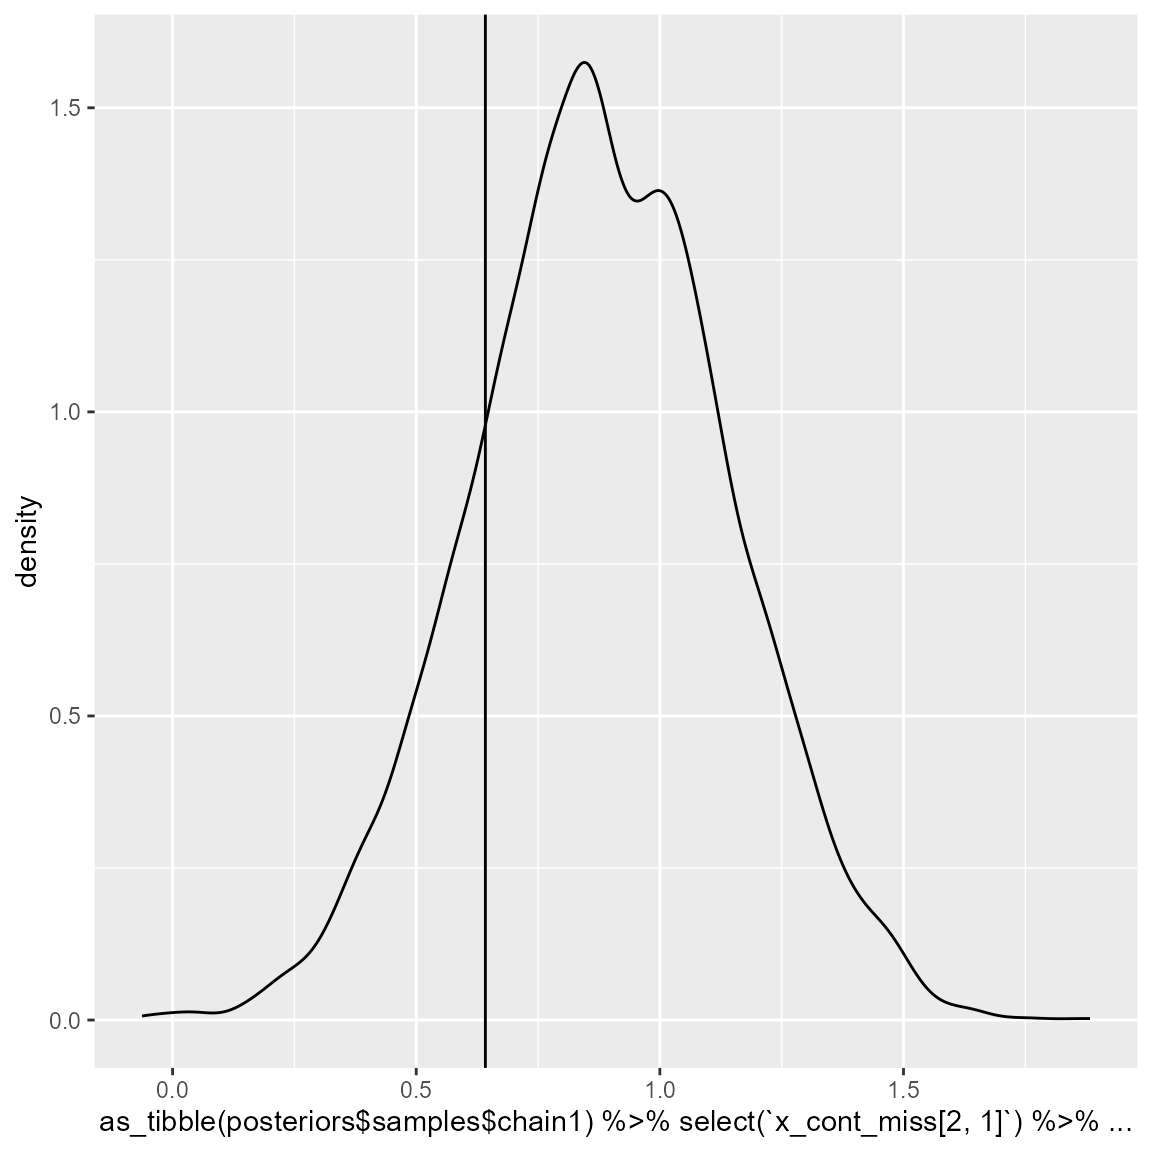 1.5
1.0
0.5
0.0
density
0.0 0.5 1.0 1.5
as_tibble(posteriors$samples$chain1) %>% select(`x_cont_miss[2, 1]`) %>% ...